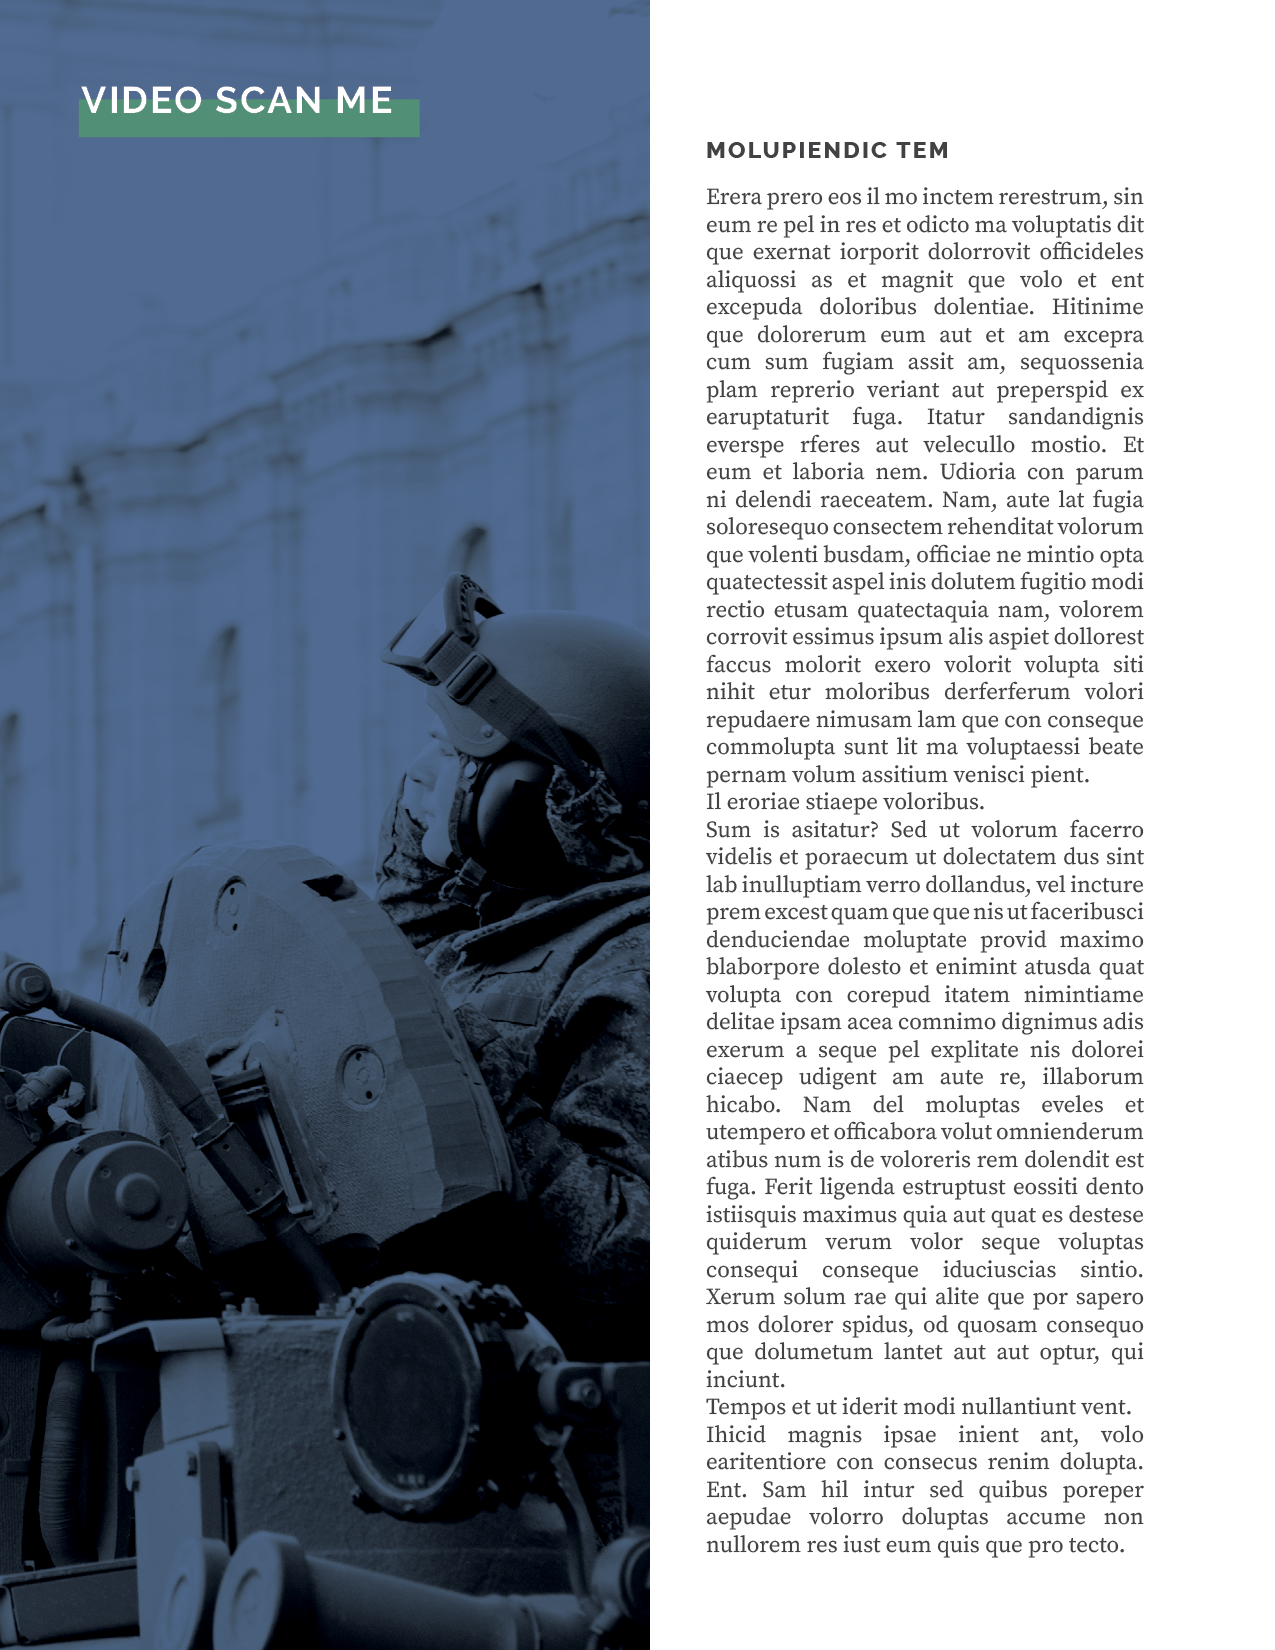 VIDEO SCAN ME
MOLUPIENDIC TEM
Erera prero eos il mo inctem rerestrum, sin
eum re pel in res et odicto ma voluptatis dit
que exernat iorporit dolorrovit officideles
aliquossi as et magnit que volo et ent
excepuda doloribus dolentiae. Hitinime
que dolorerum eum aut et am excepra
cum sum fugiam assit am, sequossenia
plam reprerio veriant aut preperspid ex
earuptaturit fuga. Itatur sandandignis
everspe rferes aut velecullo mostio. Et
eum et laboria nem. Udioria con parum
ni delendi raeceatem. Nam, aute lat fugia
soloresequo consectem rehenditat volorum
que volenti busdam, officiae ne mintio opta
quatectessit aspel inis dolutem fugitio modi
rectio etusam quatectaquia nam, volorem
corrovit essimus ipsum alis aspiet dollorest
faccus molorit exero volorit volupta siti
nihit etur moloribus derferferum volori
repudaere nimusam lam que con conseque
commolupta sunt lit ma voluptaessi beate
pernam volum assitium venisci pient.
Il eroriae stiaepe voloribus.
Sum is asitatur? Sed ut volorum facerro
videlis et poraecum ut dolectatem dus sint
lab inulluptiam verro dollandus, vel incture
prem excest quam que que nis ut faceribusci
denduciendae moluptate provid maximo
blaborpore dolesto et enimint atusda quat
volupta con corepud itatem nimintiame
delitae ipsam acea comnimo dignimus adis
exerum a seque pel explitate nis dolorei
ciaecep udigent am aute re, illaborum
hicabo. Nam del moluptas eveles et
utempero et officabora volut omnienderum
atibus num is de voloreris rem dolendit est
fuga. Ferit ligenda estruptust eossiti dento
istiisquis maximus quia aut quat es destese
quiderum verum volor seque voluptas
consequi conseque iduciuscias sintio.
Xerum solum rae qui alite que por sapero
mos dolorer spidus, od quosam consequo
que dolumetum lantet aut aut optur, qui
inciunt.
Tempos et ut iderit modi nullantiunt vent.
Ihicid magnis ipsae inient ant, volo
earitentiore con consecus renim dolupta.
Ent. Sam hil intur sed quibus poreper
aepudae volorro doluptas accume non
nullorem res iust eum quis que pro tecto.